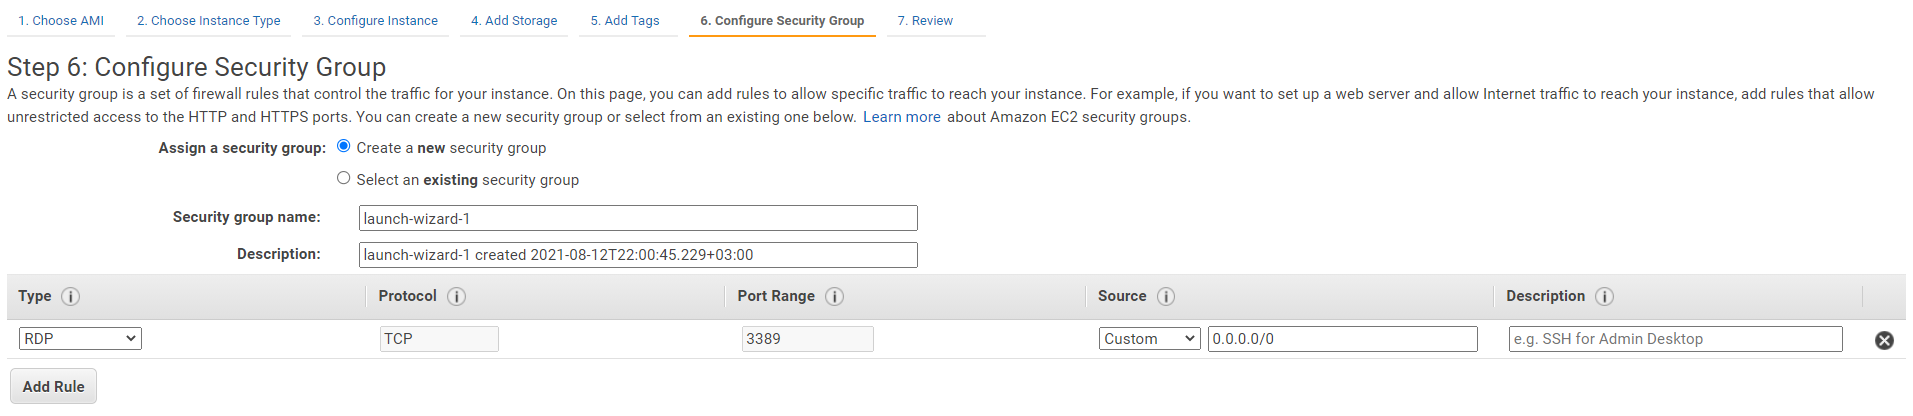 1. Choose AMI 2. Choose Instance Type 3. Configure Instance 4. Add Storage 5. Add Tags 6. Configure Security Group 7. Review
Step 6: Configure Security Group
A security group is a set of firewall rules that control the traffic for your instance. On this page, you can add rules to allow specific traffic to reach your instance. For example, if you want to set up a web server and allow Internet traffic to reach your instance, add rules that allow
unrestricted access to the HTTP and HTTPS ports. You can create a new security group or select from an existing one below. Learn more about Amazon EC2 security groups.
Assign a security group: Create a new security group
Select an existing security group
Security group name: launch-wizard-1
Description: launch-wizard-1 created 2021-08-12T22:00:45.229+03:00
Type i Protocol i Port Range i Source i Description i
RDP TCP 3389 Custom 0.0.0.0/0 e.g. SSH for Admin Desktop
Add Rule